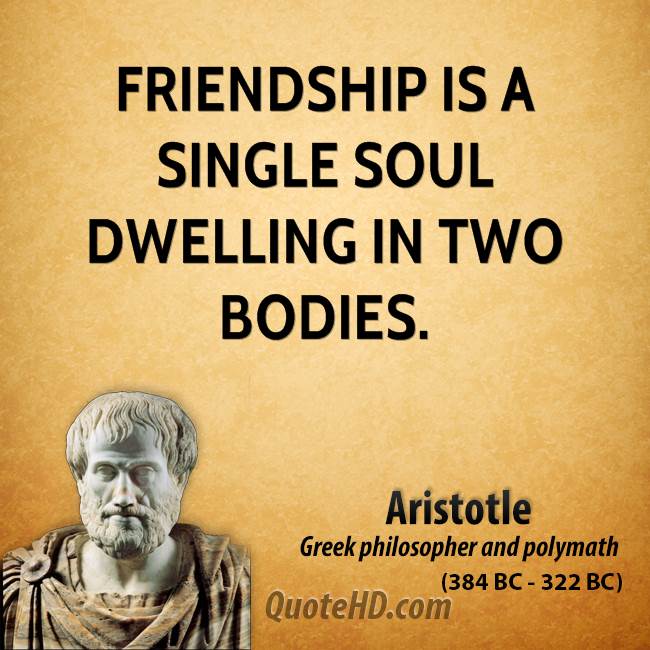 FRIENDSHIP IS A
SINGLE SOUL
DWELLING IN TWO
BODIES.
Aristotle
Greek philosopher and polymath
(384 BC - 322 BC)
QuoteHD.com